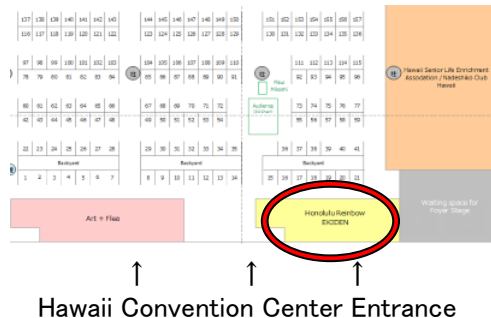 137 138 139 140 141 142 143 144 145 146 147 148 149 150 151 152 153 154 155 156 157
116 117 118 119 120 121 122 123 124 125 126 127 128 129 130 131 132 133 134 135 136
97 98 99 100 101 102 103 104 105 106 107 108 109 110 111 112 113 114 115
柱 柱 柱
Hawaii Senior Life Enrichment
Association / Nadeshiko Club
Hawaii
78 79 80 81 82 83 84 85 86 87 88 89 90 91 92 93 94 95 96
Mikoshi
60 61 62 63 64 65 66 67 68 69 70 71 72 73 74 75 76 77
42 43 44 45 46 47 48 49 50 51 52 53 54 55 56 57 58 59
22 23 24 25 26 27 28 29 30 31 32 33 34 35 36 37 38 39 40 41
Backyard Backyard Backyard
1 2 3 4 5 6 7 8 9 10 11 12 13 14 15 16 17 18 19 20 21
Waiting space for
Foyer Stage
Art + Flea
Honolulu Reinbow
EKIDEN
↑ ↑ ↑
Hawaii Convention Center Entrance